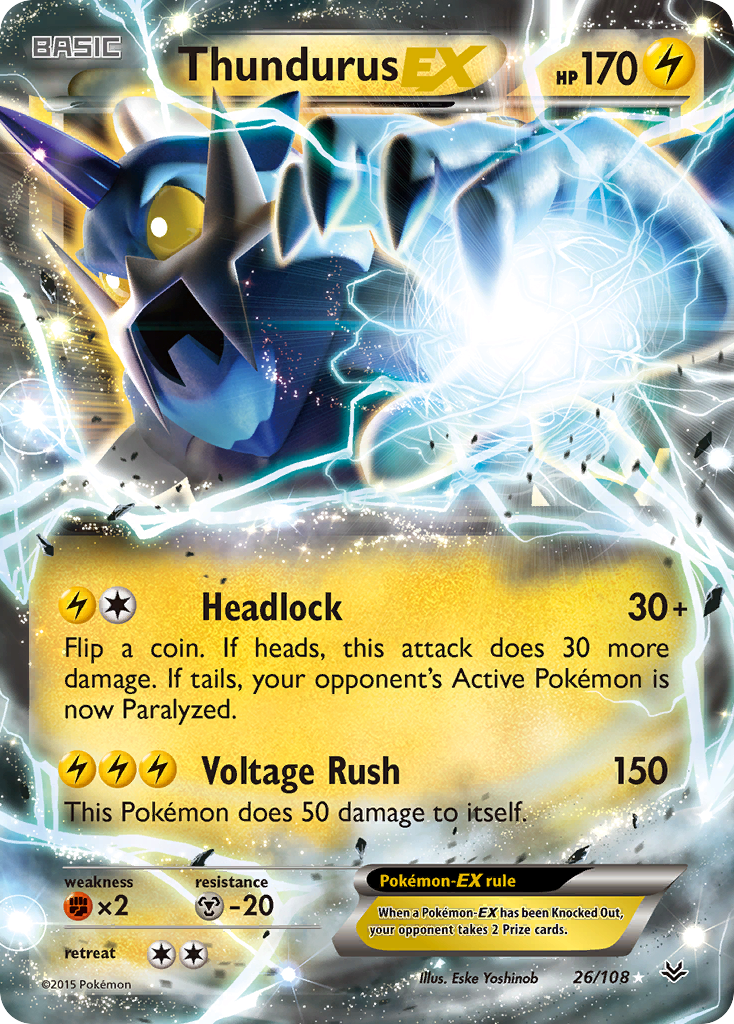 BASIC
Thundurus EX
HP 170
Headlock 30+
Flip a coin. If heads, this attack does 30 more
damage. If tails, your opponent's Active Pokémon is
now Paralyzed.
Voltage Rush 150
This Pokémon does 50 damage to itself.
weakness resistance
×2 -20
retreat
Pokémon-EX rule
When a Pokémon-EX has been Knocked Out,
your opponent takes 2 Prize cards.
©2015 Pokémon
Illus. Eske Yoshinob 26/108